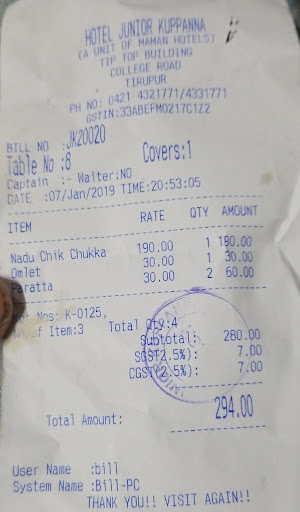 HOTEL JUNIOR KUPPANNA
(A UNIT OF MAMAN HOTELS)
TIP TOP BUILDING
COLLEGE ROAD
TIRUPUR
PH NO: 0421 4321771/4331771
GSTIN:33ABEFM0217C1Z2
BILL NO :JK20020
Table No :8 Covers:1
Captain :- Waiter:NO
DATE :07/Jan/2019 TIME:20:53:05
ITEM RATE QTY AMOUNT
Nadu Chik Chukka 190.00 1 190.00
Omlet 30.00 1 30.00
Paratta 30.00 2 60.00
Nos: K-0125,
Item:3 Total Qty:4
Subtotal: 280.00
SGST(2.5%): 7.00
CGST(2.5%): 7.00
Total Amount: 294.00
User Name :bill
System Name :Bill-PC
THANK YOU!! VISIT AGAIN!!